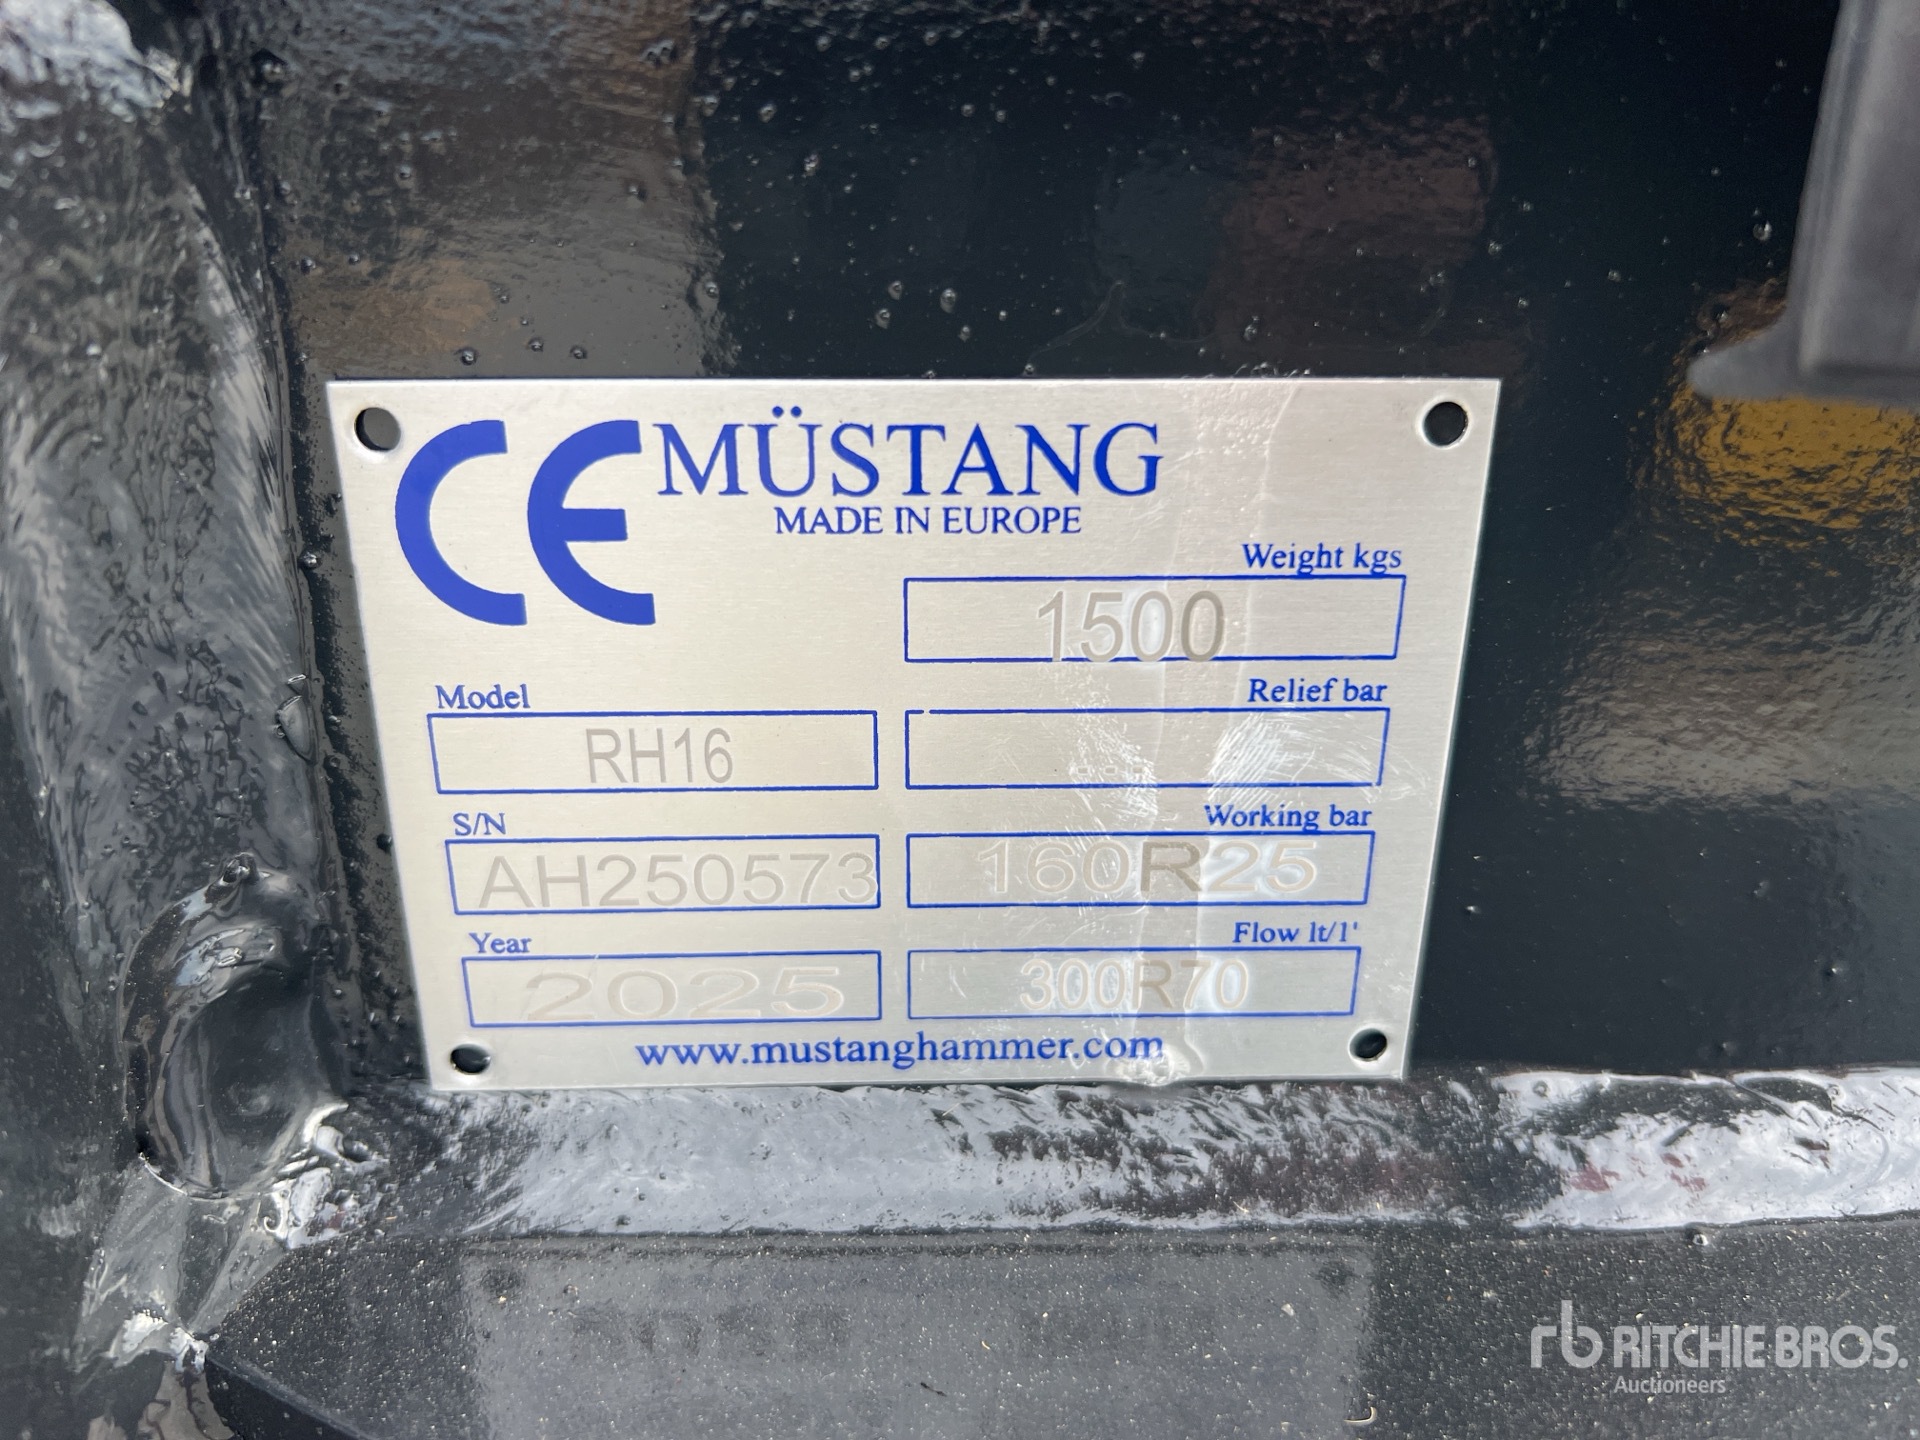 CE MÜSTANG
MADE IN EUROPE
Weight kgs
1500
Model
RH16
Relief bar
S/N
AH250573
Working bar
160R25
Year
2025
Flow lt/1'
300R70
www.mustanghammer.com
rb RITCHIE BROS.
Auctioneers